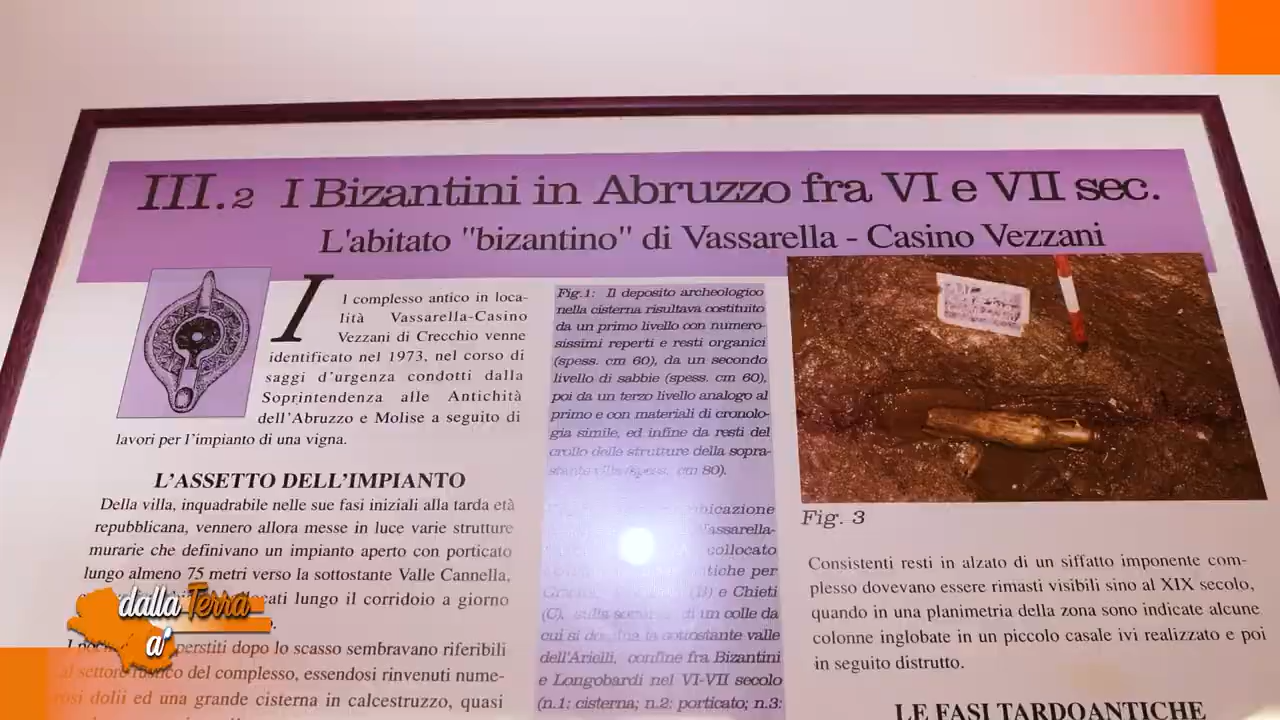 III.2 I Bizantini in Abruzzo fra VI e VII sec.
L'abitato "bizantino" di Vassarella - Casino Vezzani
Il complesso antico in loca-
lità Vassarella-Casino
Vezzani di Crecchio venne
identificato nel 1973, nel corso di
saggi d'urgenza condotti dalla
Soprintendenza alle Antichità
dell'Abruzzo e Molise a seguito di
lavori per l'impianto di una vigna.
L'ASSETTO DELL'IMPIANTO
Della villa, inquadrabile nelle sue fasi iniziali alla tarda età
repubblicana, vennero allora messe in luce varie strutture
murarie che definivano un impianto aperto con porticato
lungo almeno 75 metri verso la sottostante Valle Cannella,
lungo il corridoio a giorno
perstiti dopo lo scasso sembravano riferibili
al settore rustico del complesso, essendosi rinvenuti nume-
rosi dolii ed una grande cisterna in calcestruzzo, quasi
Fig.1: Il deposito archeologico
nella cisterna risultava costituito
da un primo livello con numero-
sissimi reperti e resti organici
(spess. cm 60), da un secondo
livello di sabbie (spess. cm 60),
poi da un terzo livello analogo al
primo e con materiali di cronolo-
gia simile, ed infine da resti del
crollo delle strutture della sopra-
stante villa (spess. cm 80).
Vassarella-
collocato
per
(B) e Chieti
(C), sulla di un colle da
cui si la sottostante valle
dell'Arielli, confine fra Bizantini
e Longobardi nel VI-VII secolo
(n.1: cisterna; n.2: porticato; n.3:
Fig. 3
Consistenti resti in alzato di un siffatto imponente com-
plesso dovevano essere rimasti visibili sino al XIX secolo,
quando in una planimetria della zona sono indicate alcune
colonne inglobate in un piccolo casale ivi realizzato e poi
in seguito distrutto.
LE FASI TARDOANTICHE
dalla Terra
a'